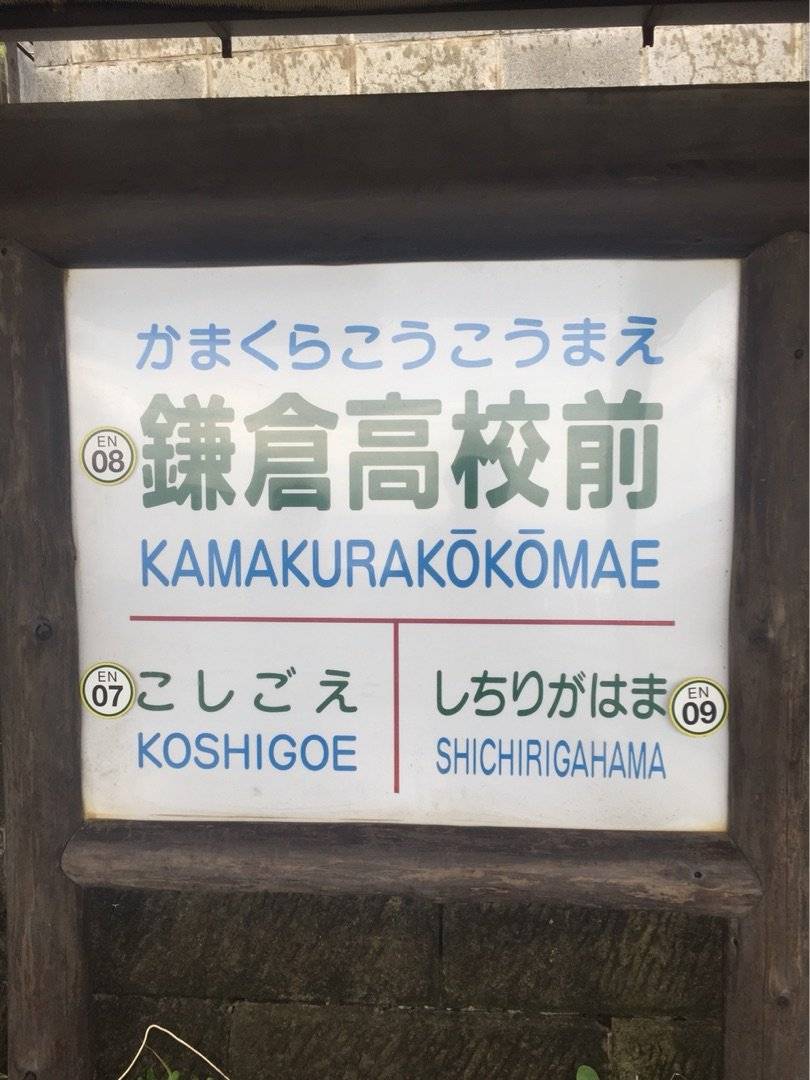 かまくらこうこうまえ
EN
08
鎌倉高校前
KAMAKURAKŌKŌMAE
EN
07
こしごえ
KOSHIGOE
しちりがはま
EN
09
SHICHIRIGAHAMA